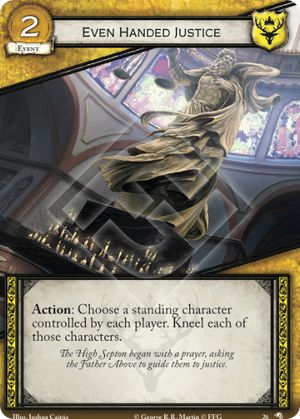 2
EVENT
EVEN HANDED JUSTICE
Action: Choose a standing character
controlled by each player. Kneel each of
those characters.
The High Septon began with a prayer, asking
the Father Above to guide them to justice.
Illus. Joshua Cairós
© George R.R. Martin © FFG
26